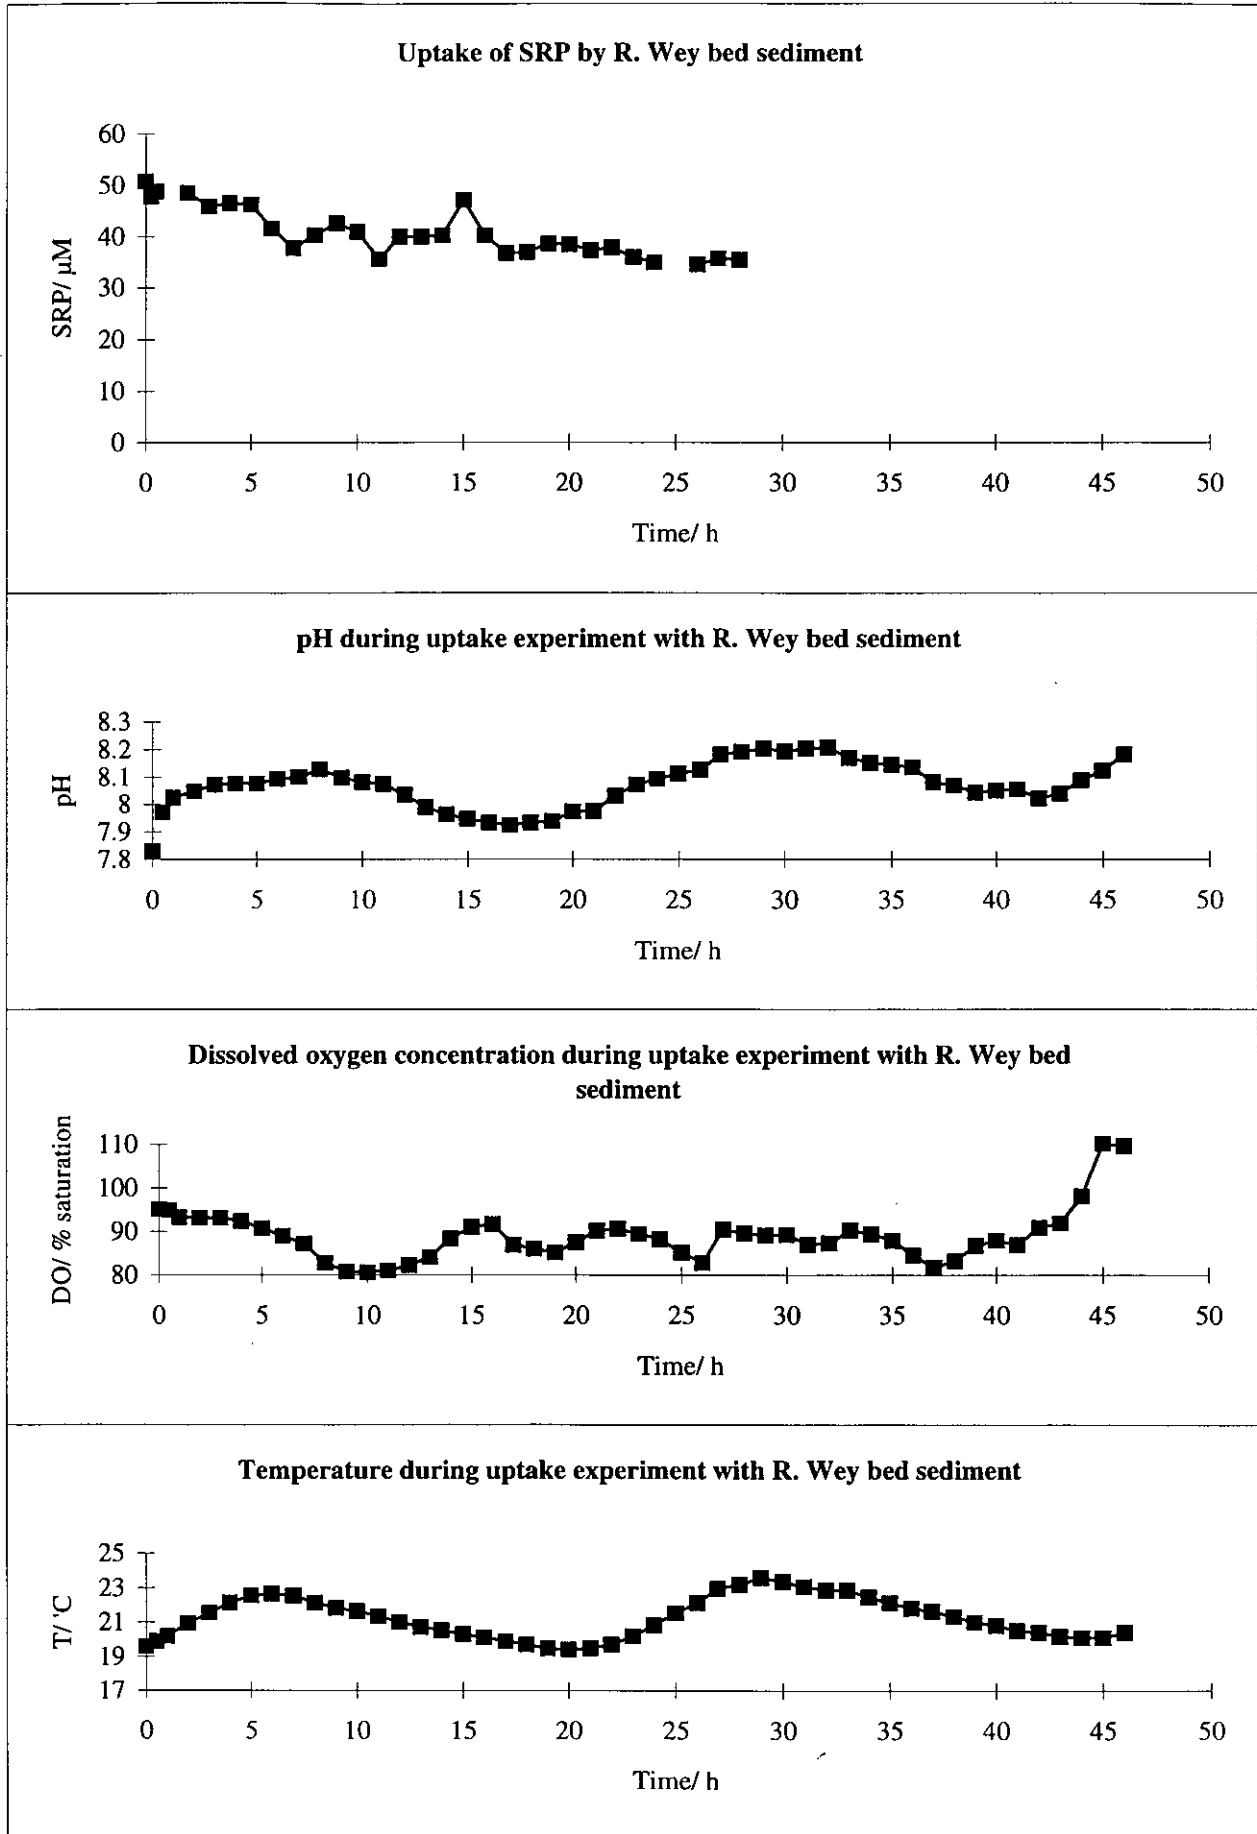 Uptake of SRP by R. Wey bed sediment
60
50
40
30
20
10
0
SRP/ µM
0 5 10 15 20 25 30 35 40 45 50
Time/ h
pH during uptake experiment with R. Wey bed sediment
8.3
8.2
8.1
8
7.9
7.8
pH
0 5 10 15 20 25 30 35 40 45 50
Time/ h
Dissolved oxygen concentration during uptake experiment with R. Wey bed
sediment
110
100
90
80
DO/ % saturation
0 5 10 15 20 25 30 35 40 45 50
Time/ h
Temperature during uptake experiment with R. Wey bed sediment
25
23
21
19
17
T/ °C
0 5 10 15 20 25 30 35 40 45 50
Time/ h